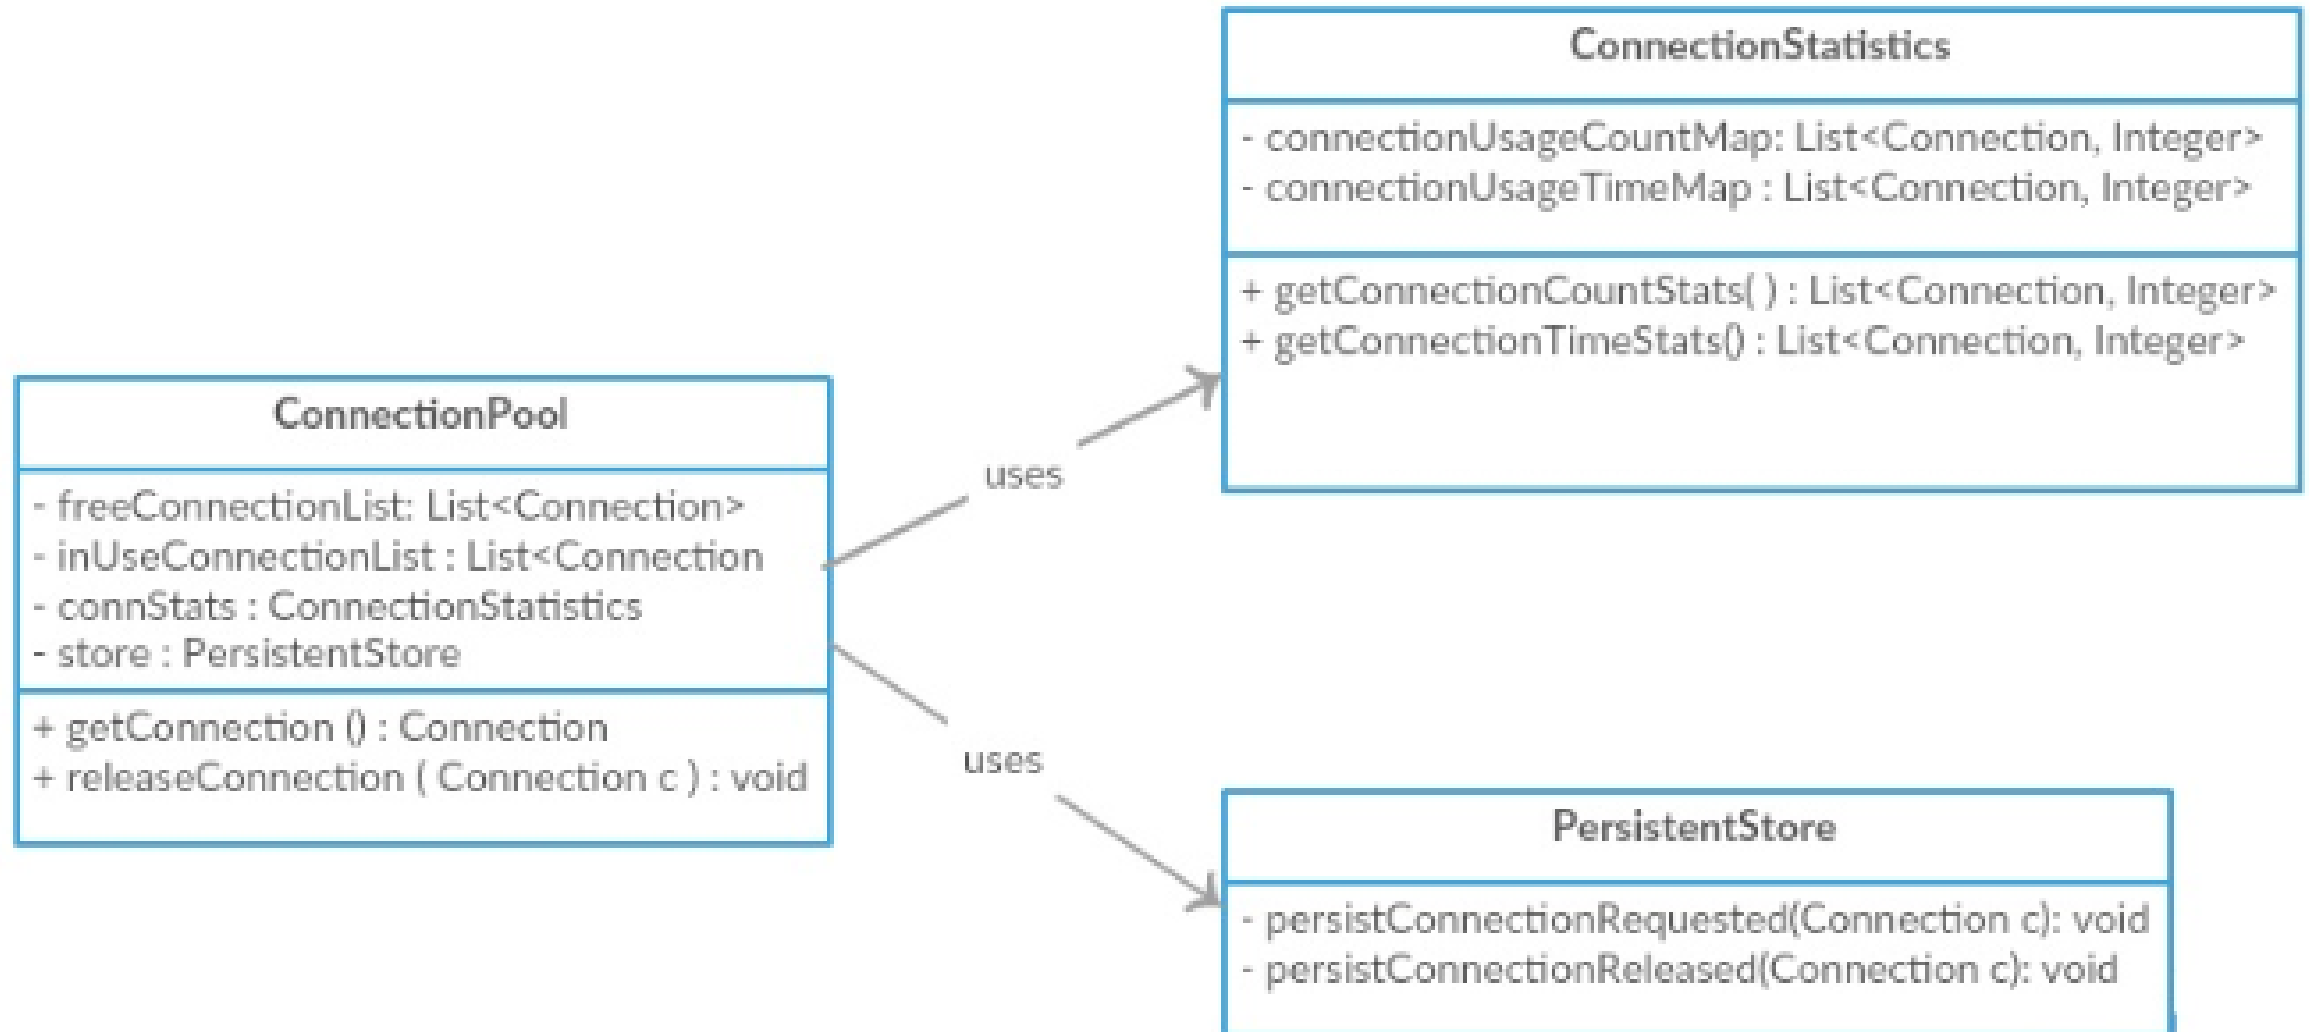 ConnectionStatistics
- connectionUsageCountMap: List<Connection, Integer>
- connectionUsageTimeMap : List<Connection, Integer>
+ getConnectionCountStats( ) : List<Connection, Integer>
+ getConnectionTimeStats() : List<Connection, Integer>
ConnectionPool
- freeConnectionList: List<Connection>
- inUseConnectionList : List<Connection
- connStats : ConnectionStatistics
- store : PersistentStore
+ getConnection () : Connection
+ releaseConnection ( Connection c ) : void
uses
uses
PersistentStore
- persistConnectionRequested(Connection c): void
- persistConnectionReleased(Connection c): void